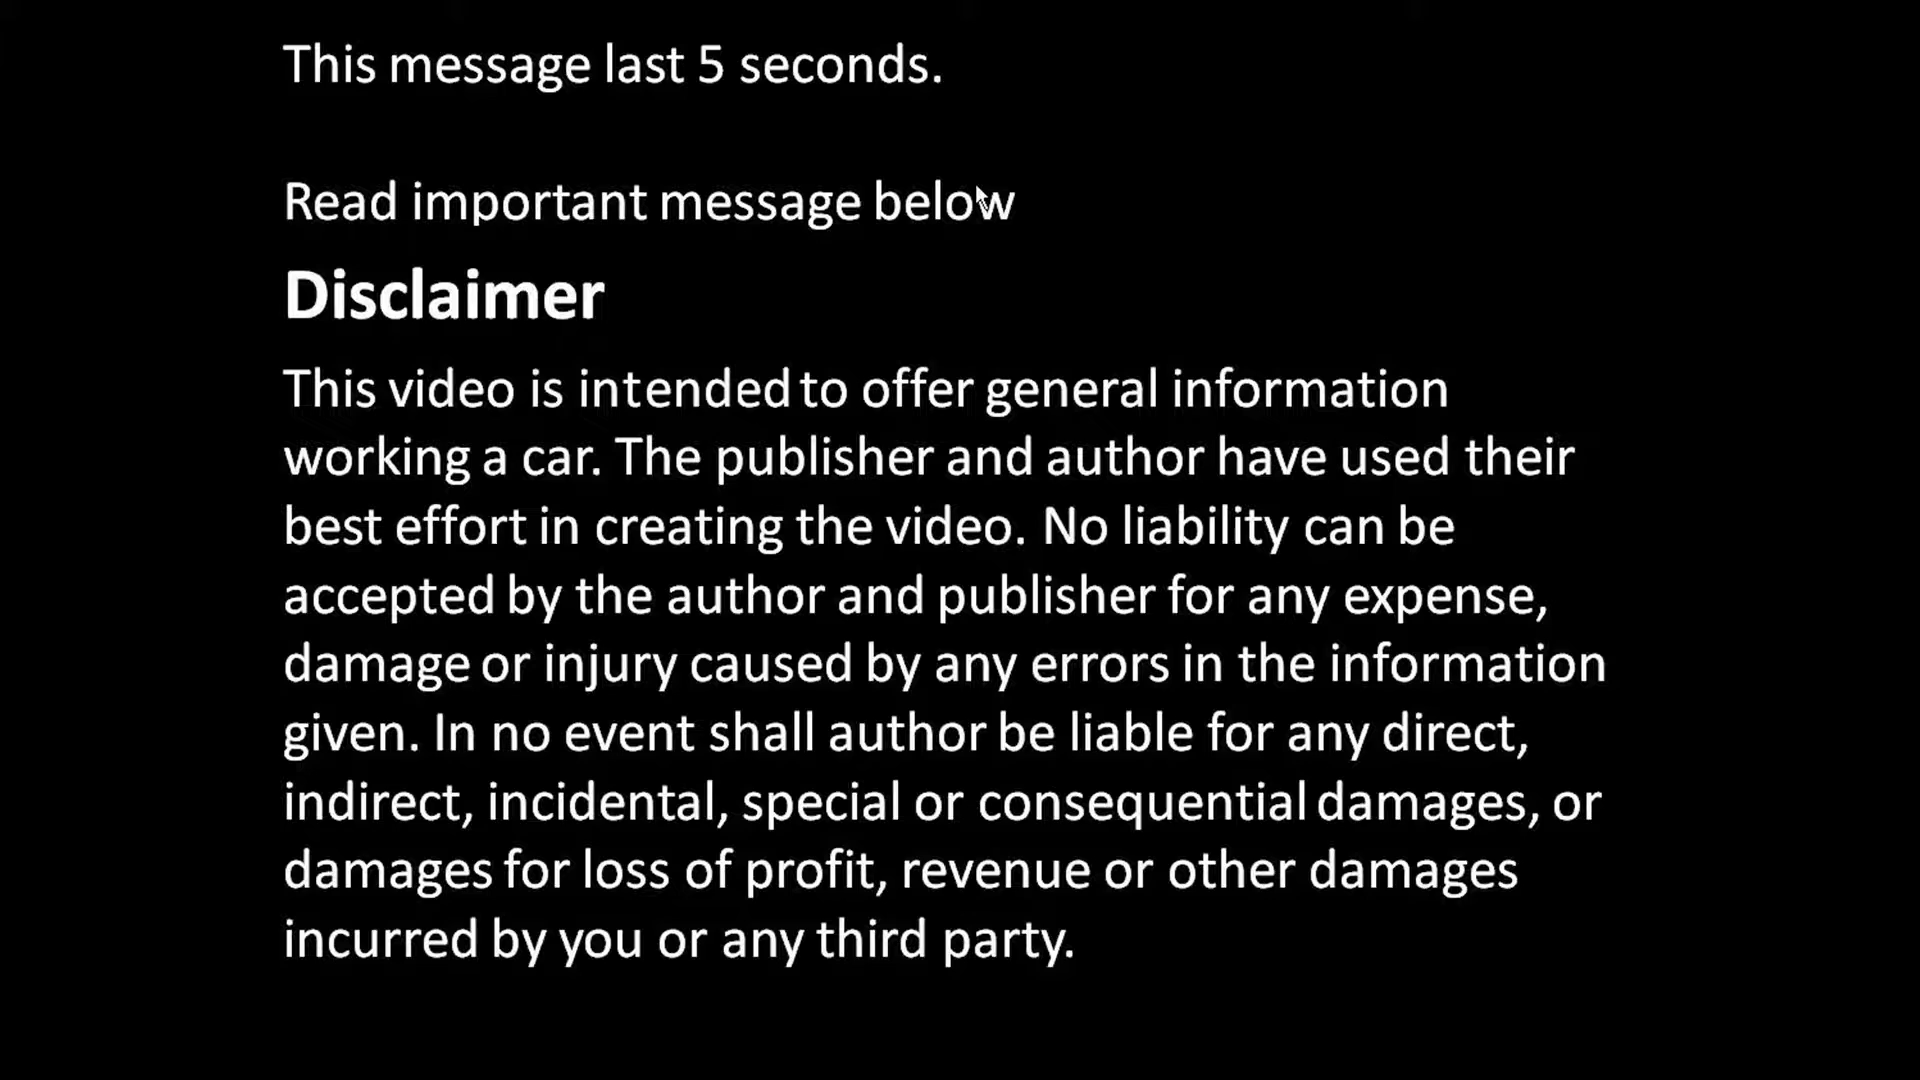 This message last 5 seconds.
Read important message below
Disclaimer
This video is intended to offer general information
working a car. The publisher and author have used their
best effort in creating the video. No liability can be
accepted by the author and publisher for any expense,
damage or injury caused by any errors in the information
given. In no event shall author be liable for any direct,
indirect, incidental, special or consequential damages, or
damages for loss of profit, revenue or other damages
incurred by you or any third party.